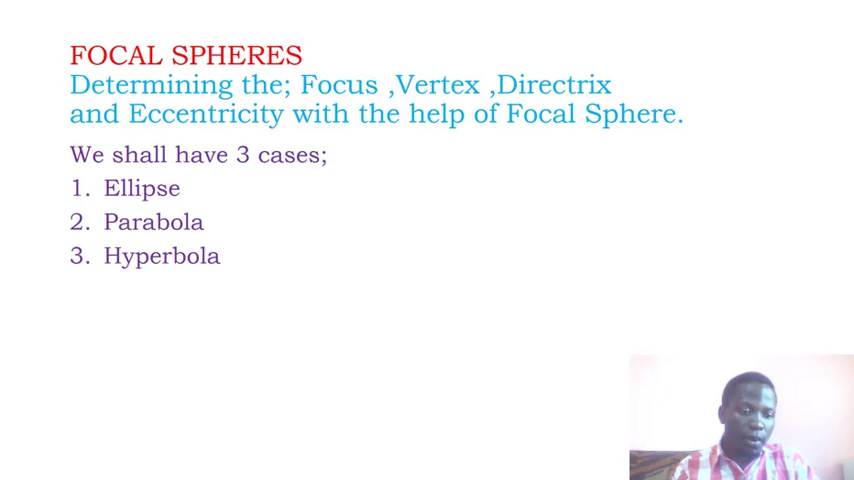 FOCAL SPHERES
Determining the; Focus ,Vertex ,Directrix
and Eccentricity with the help of Focal Sphere.
We shall have 3 cases;
1. Ellipse
2. Parabola
3. Hyperbola